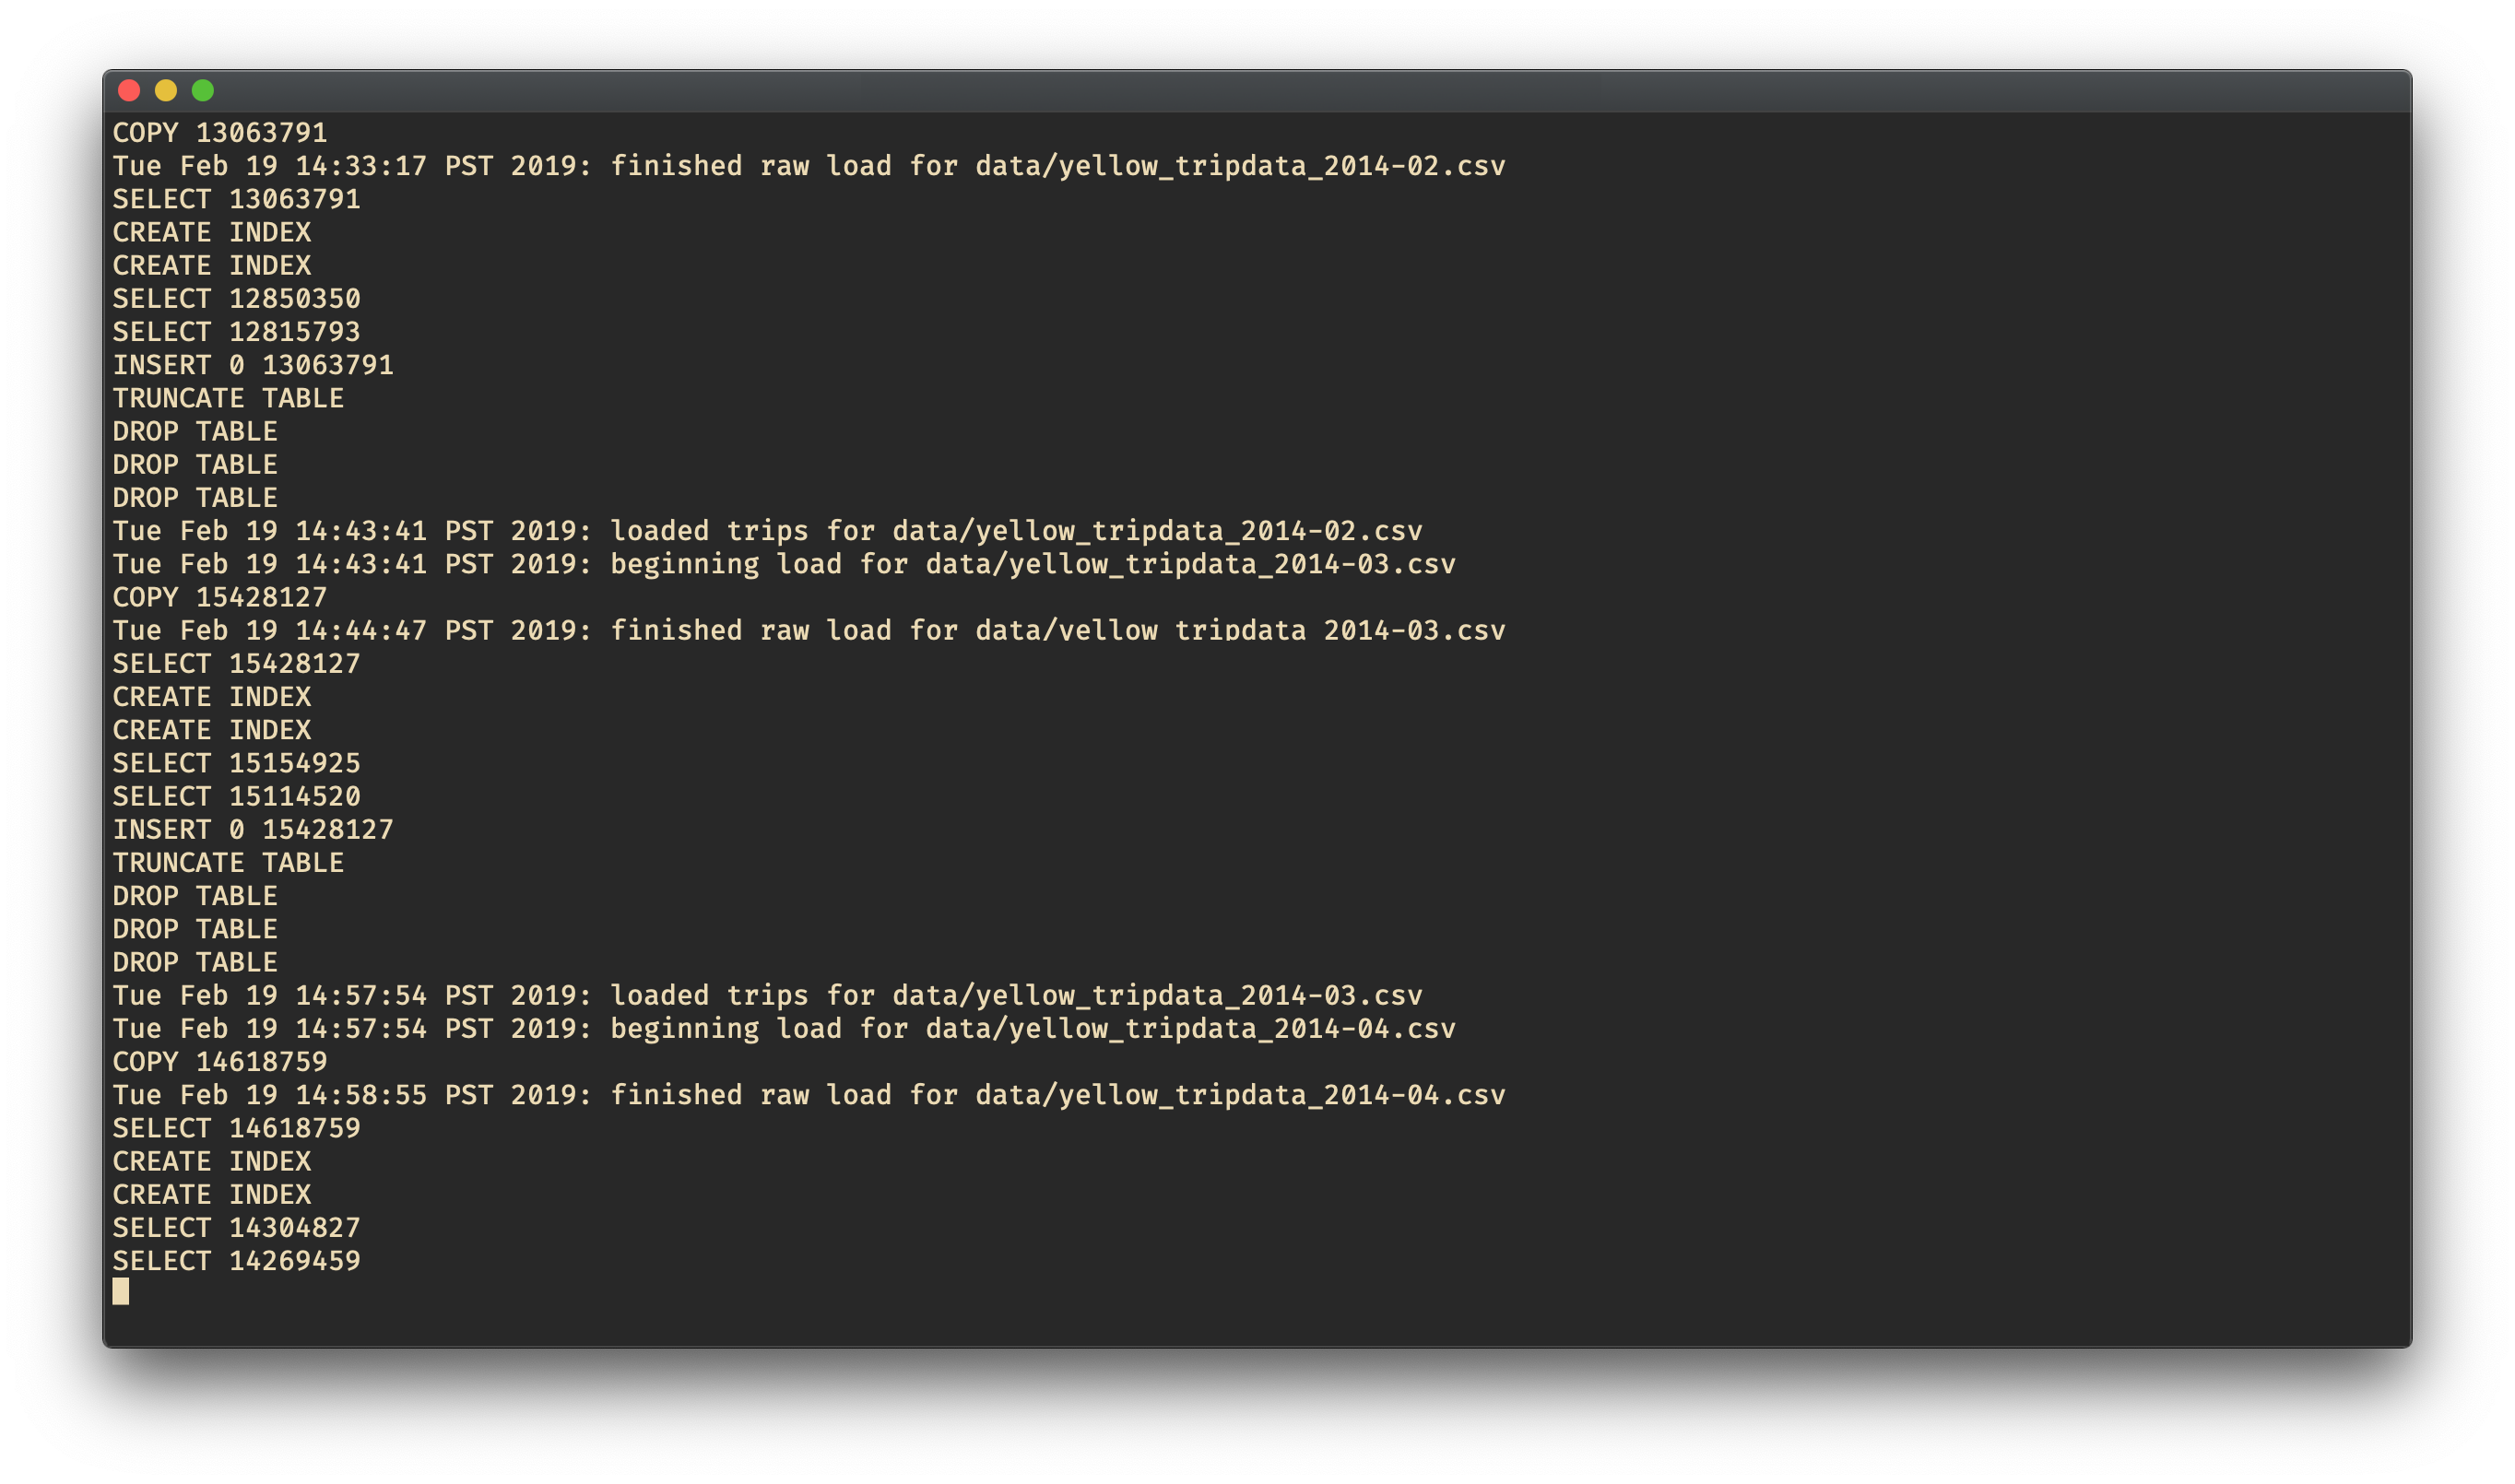 COPY 13063791
Tue Feb 19 14:33:17 PST 2019: finished raw load for data/yellow_tripdata_2014-02.csv
SELECT 13063791
CREATE INDEX
CREATE INDEX
SELECT 12850350
SELECT 12815793
INSERT 0 13063791
TRUNCATE TABLE
DROP TABLE
DROP TABLE
DROP TABLE
Tue Feb 19 14:43:41 PST 2019: loaded trips for data/yellow_tripdata_2014-02.csv
Tue Feb 19 14:43:41 PST 2019: beginning load for data/yellow_tripdata_2014-03.csv
COPY 15428127
Tue Feb 19 14:44:47 PST 2019: finished raw load for data/yellow_tripdata_2014-03.csv
SELECT 15428127
CREATE INDEX
CREATE INDEX
SELECT 15154925
SELECT 15114520
INSERT 0 15428127
TRUNCATE TABLE
DROP TABLE
DROP TABLE
DROP TABLE
Tue Feb 19 14:57:54 PST 2019: loaded trips for data/yellow_tripdata_2014-03.csv
Tue Feb 19 14:57:54 PST 2019: beginning load for data/yellow_tripdata_2014-04.csv
COPY 14618759
Tue Feb 19 14:58:55 PST 2019: finished raw load for data/yellow_tripdata_2014-04.csv
SELECT 14618759
CREATE INDEX
CREATE INDEX
SELECT 14304827
SELECT 14269459